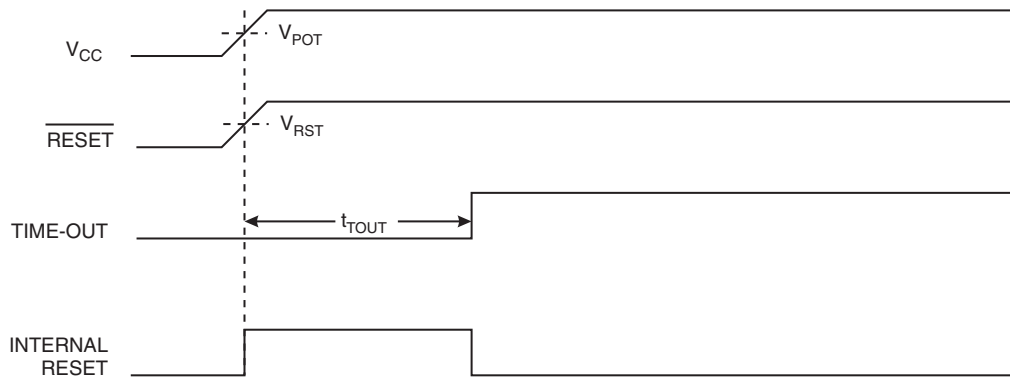 V_POT
V_CC
V_RST
RESET
t_TOUT
TIME-OUT
INTERNAL
RESET